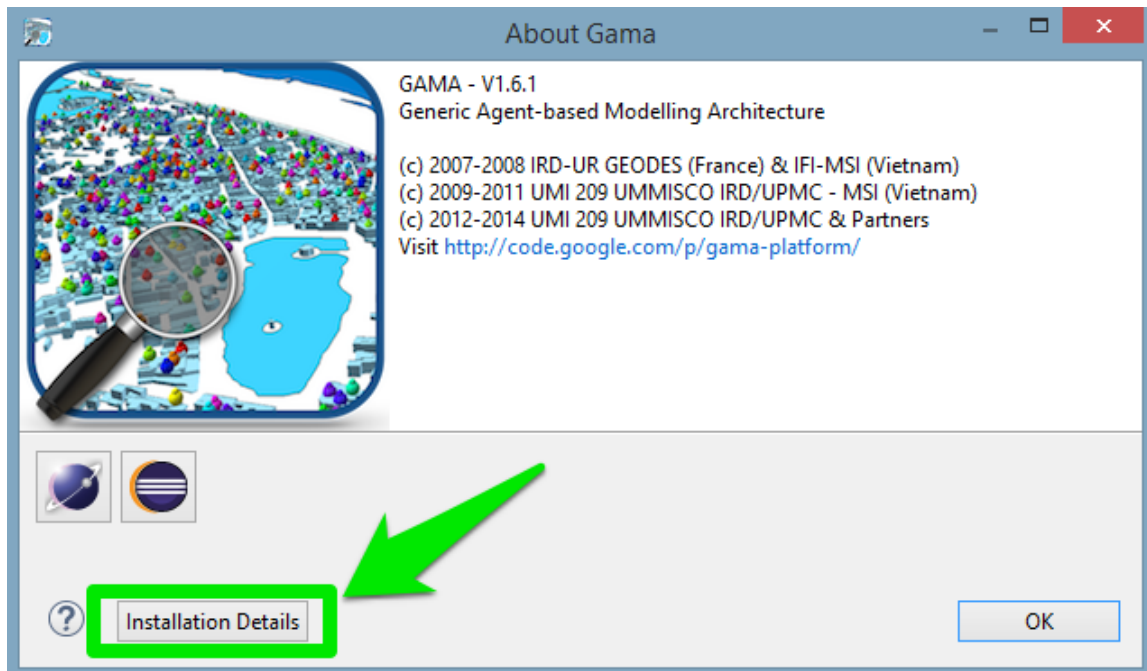 About Gama
GAMA - V1.6.1
Generic Agent-based Modelling Architecture
(c) 2007-2008 IRD-UR GEODES (France) & IFI-MSI (Vietnam)
(c) 2009-2011 UMI 209 UMMISCO IRD/UPMC - MSI (Vietnam)
(c) 2012-2014 UMI 209 UMMISCO IRD/UPMC & Partners
Visit http://code.google.com/p/gama-platform/
?
Installation Details
OK